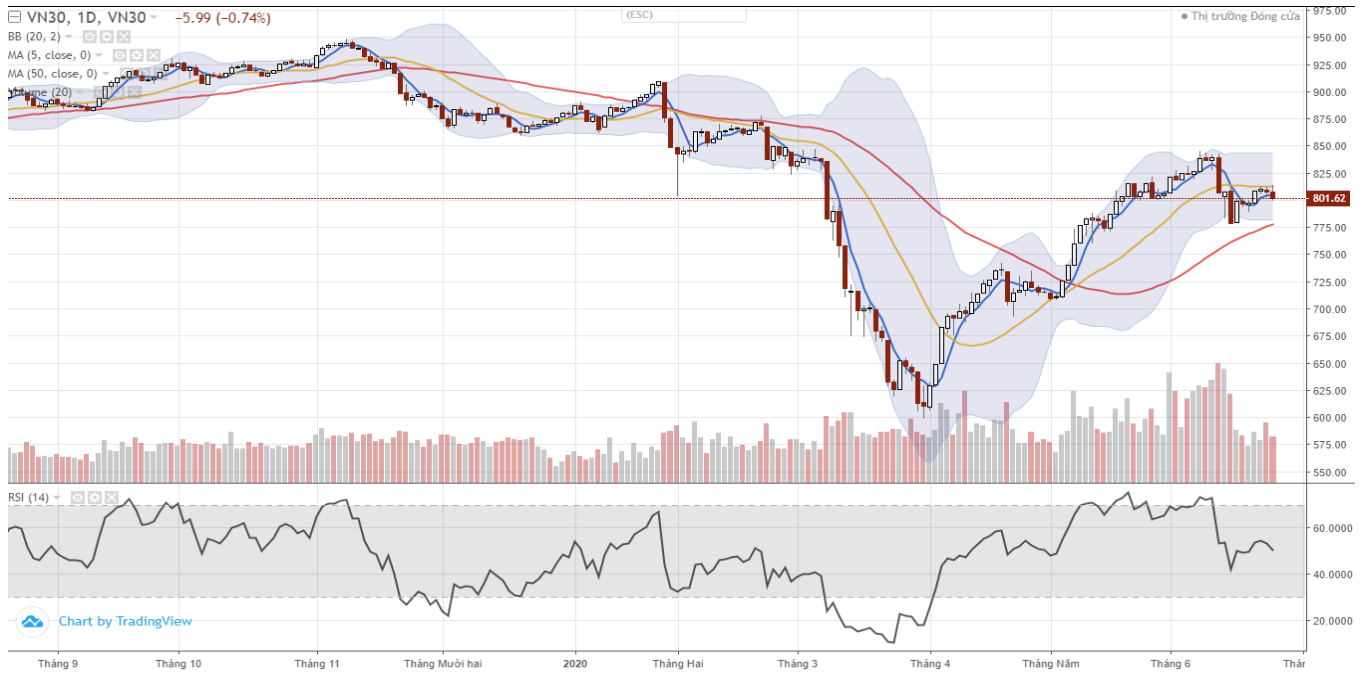 VN30, 1D, VN30 −5.99 (−0.74%)
(ESC)
Thị trường Đóng cửa
BB (20, 2)
MA (5, close, 0)
MA (50, close, 0)
(20)
975.00
950.00
925.00
900.00
875.00
850.00
825.00
801.62
775.00
750.00
725.00
700.00
675.00
650.00
625.00
600.00
575.00
550.00
RSI (14)
60.0000
40.0000
20.0000
Chart by TradingView
Tháng 9
Tháng 10
Tháng 11
Tháng Mười hai
2020
Tháng Hai
Tháng 3
Tháng 4
Tháng Năm
Tháng 6